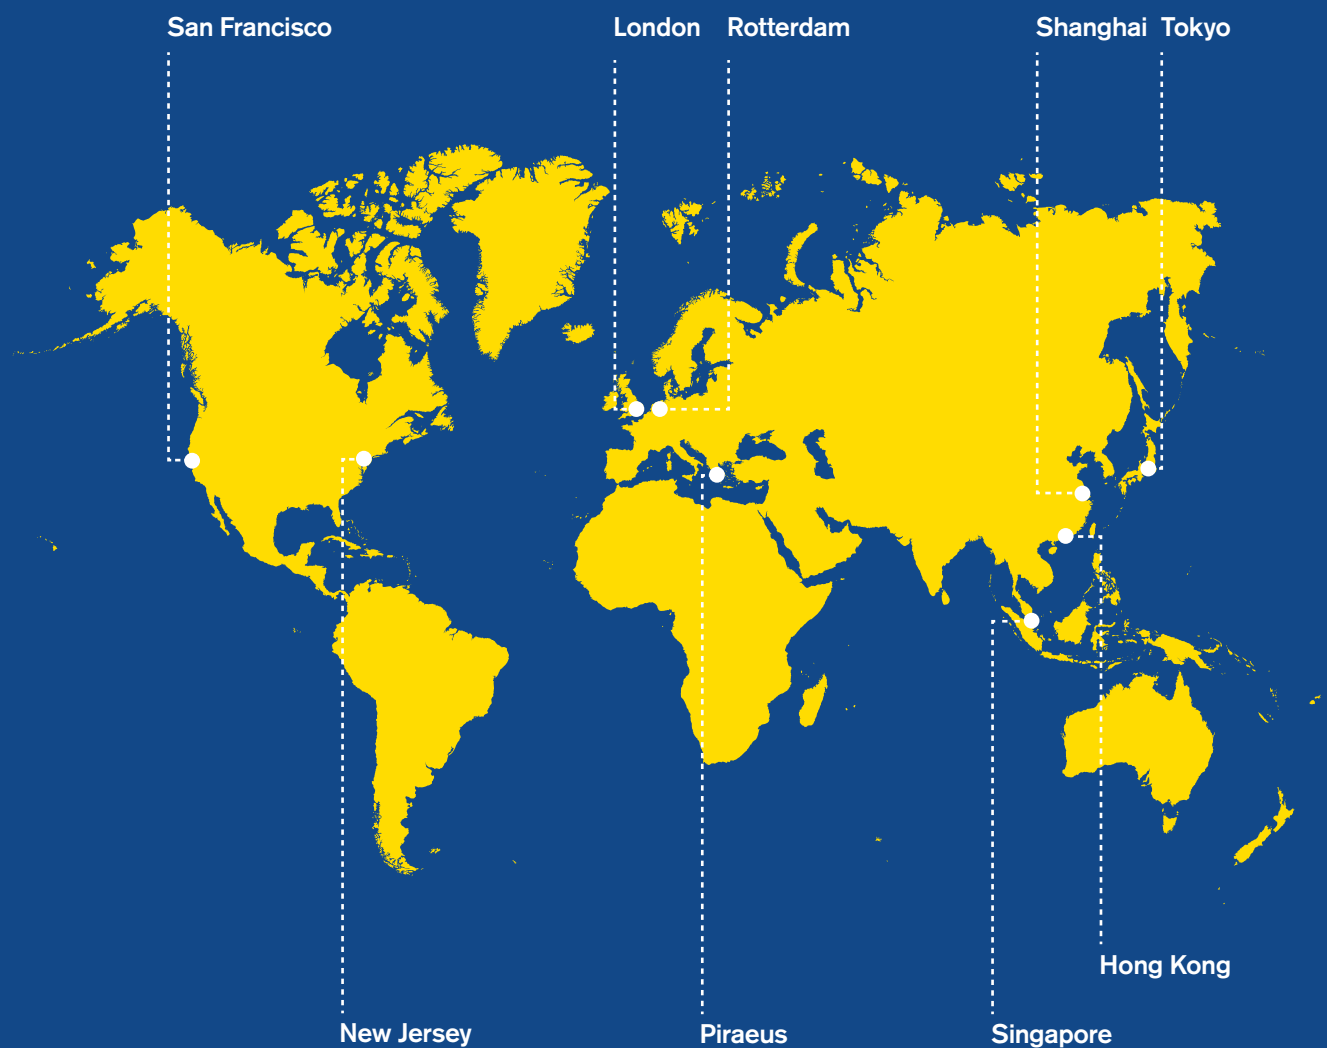 San Francisco
London
Rotterdam
Shanghai
Tokyo
Hong Kong
New Jersey
Piraeus
Singapore